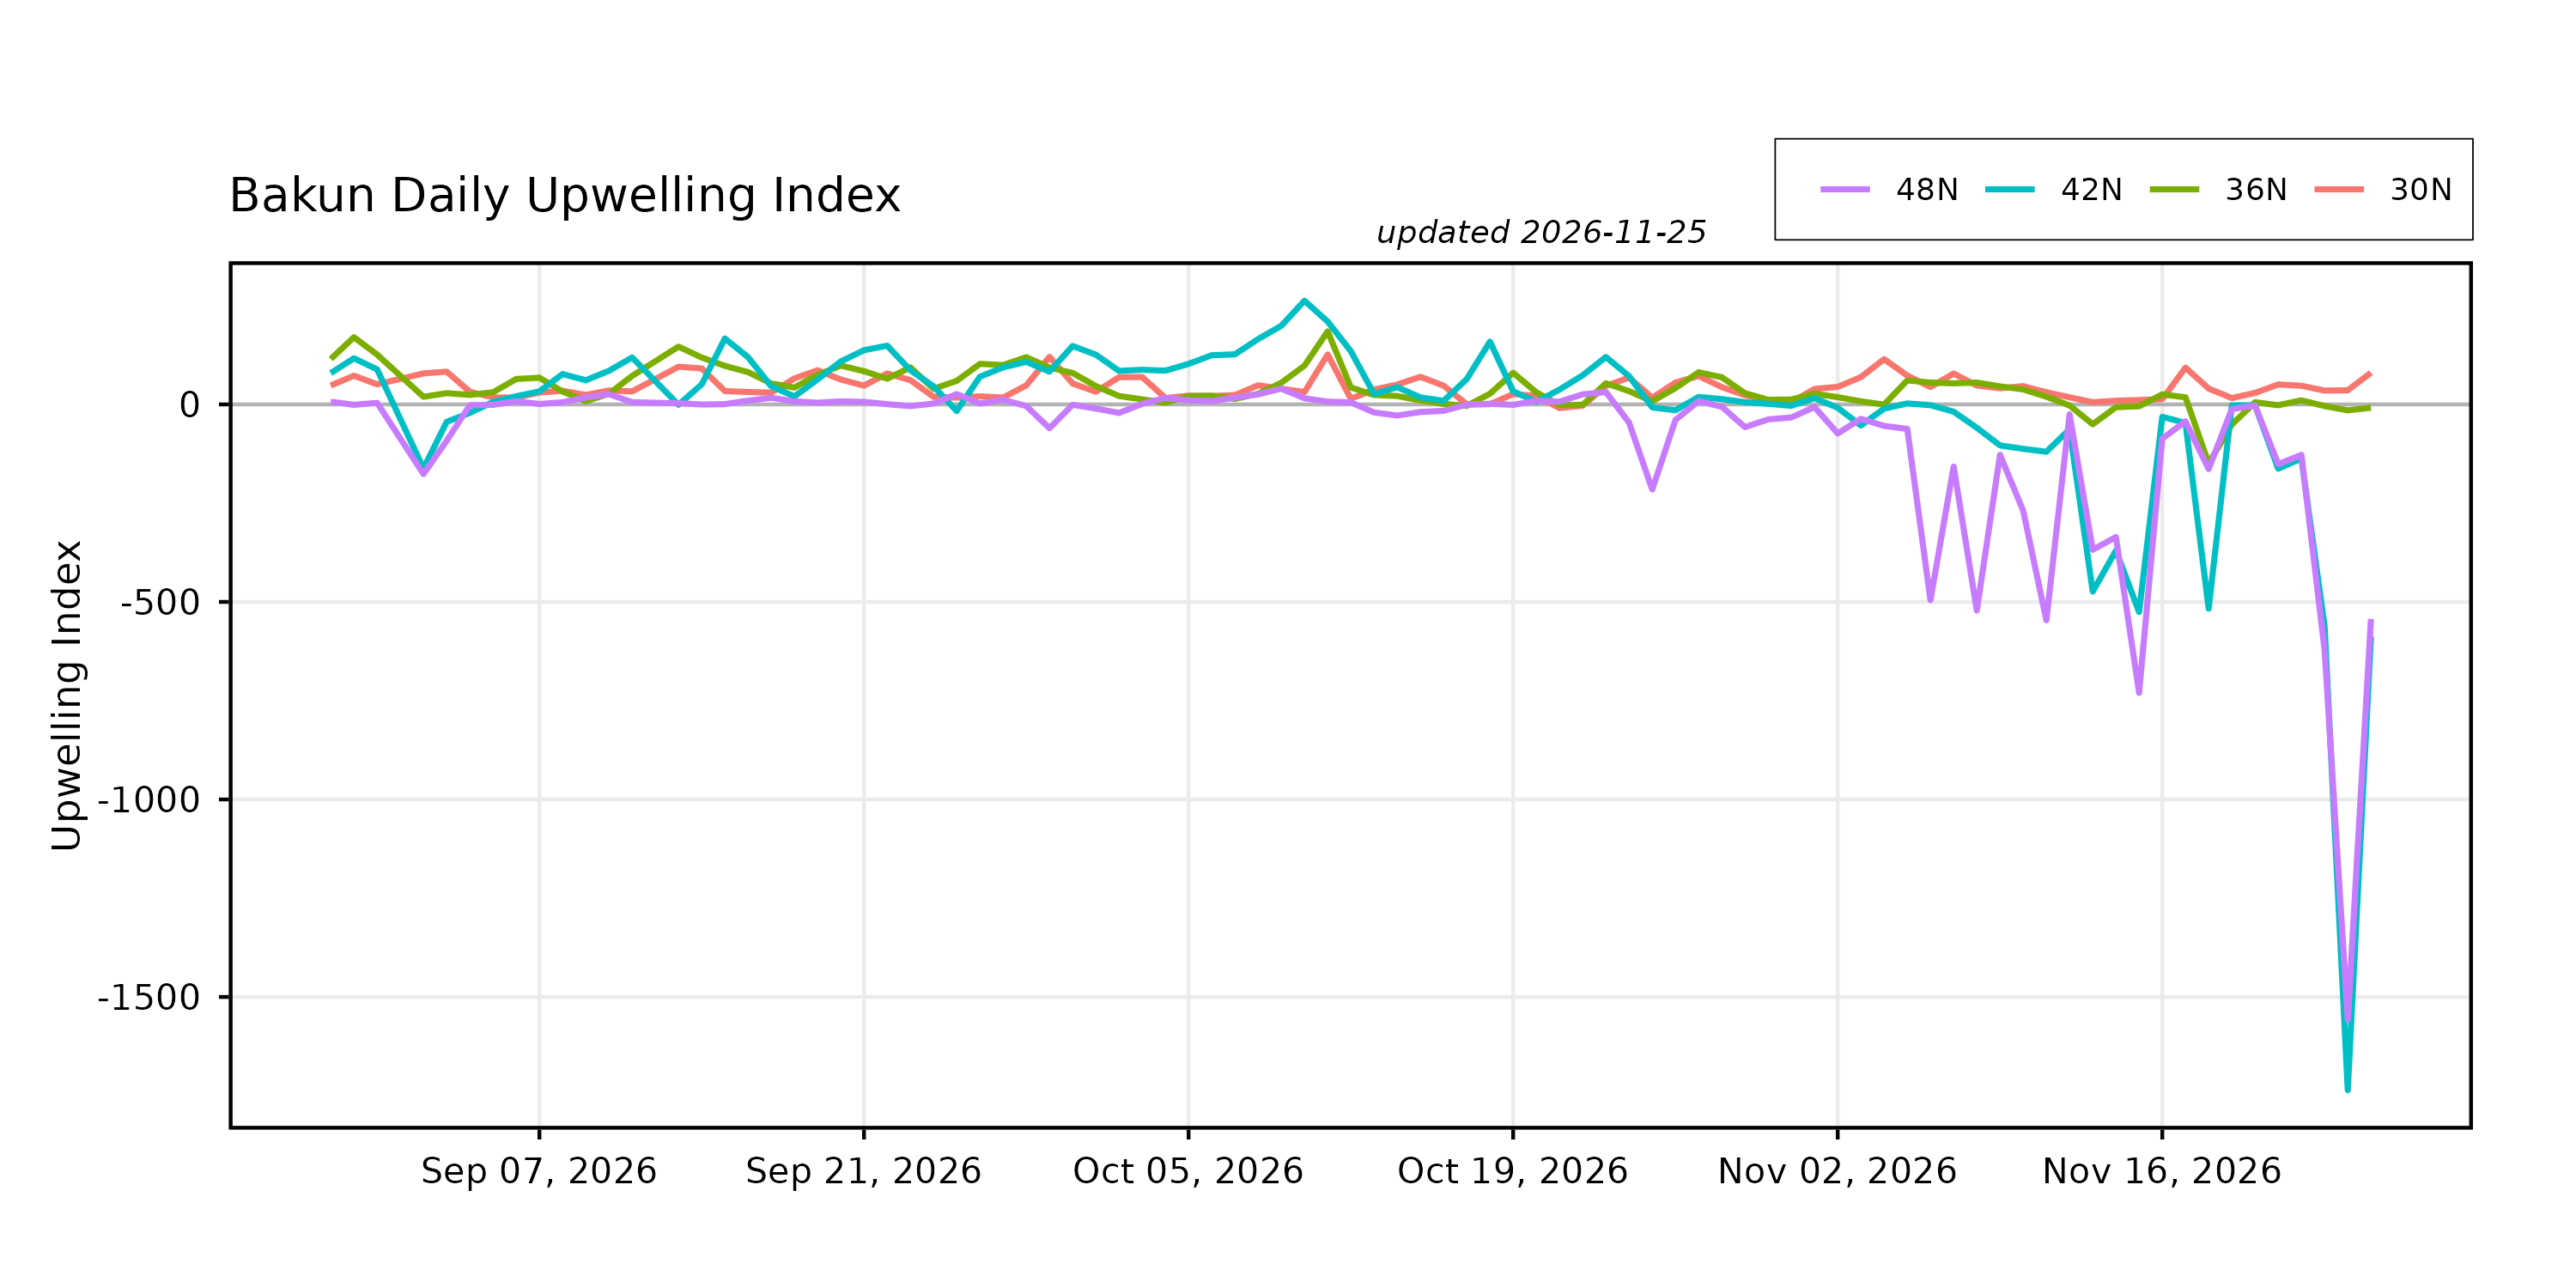 Bakun Daily Upwelling Index
updated 2026-11-25
48N 42N 36N 30N
Upwelling Index
0
-500
-1000
-1500
Sep 07, 2026 Sep 21, 2026 Oct 05, 2026 Oct 19, 2026 Nov 02, 2026 Nov 16, 2026